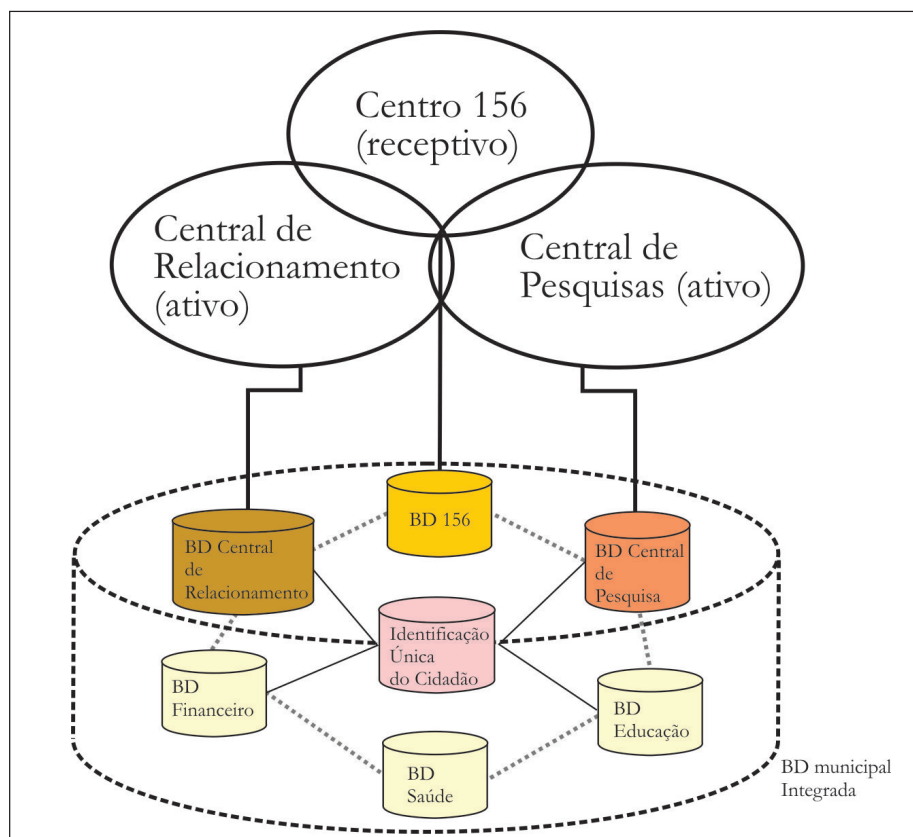 Centro 156
(receptivo)
Central de
Relacionamento
(ativo)
Central de
Pesquisas (ativo)
BD 156
BD Central
de
Relacionamento
BD Central
de
Pesquisa
Identificação
Única
do Cidadão
BD
Financeiro
BD
Educação
BD
Saúde
BD municipal
Integrada